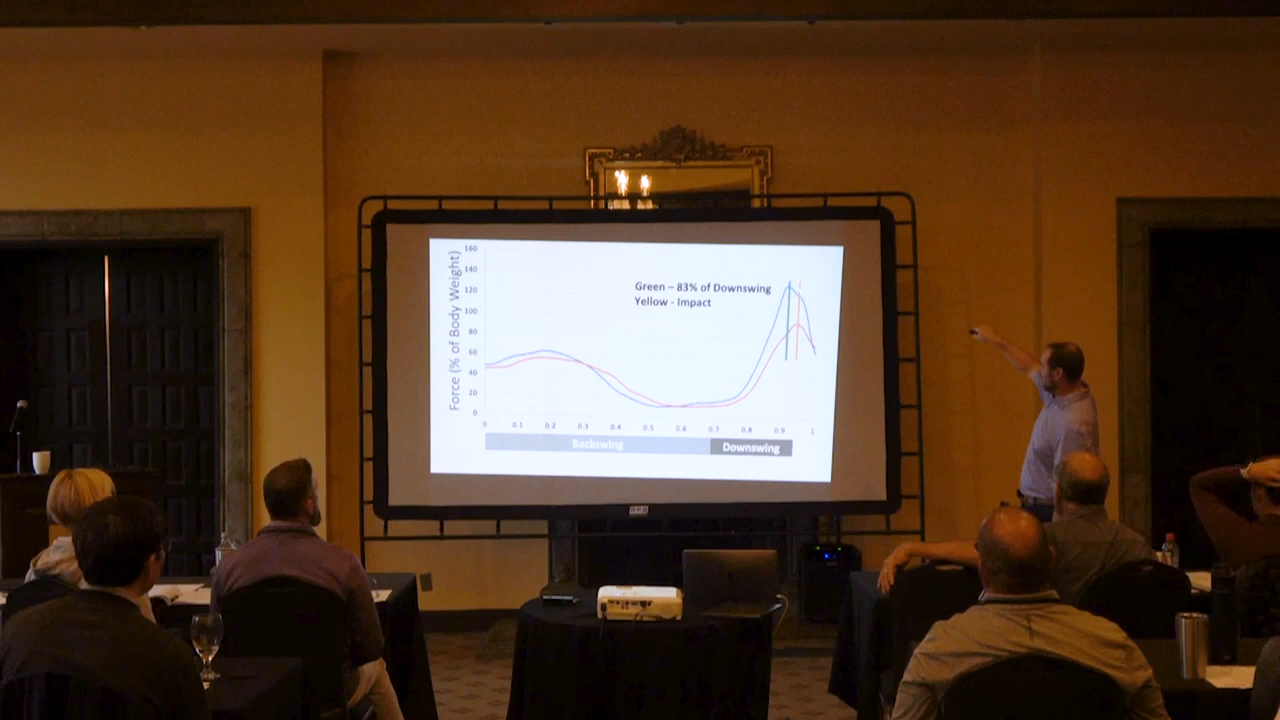 160
Green – 83% of Downswing
Yellow - Impact
140
120
100
80
60
40
20
0
Force (% of Body Weight)
0 0.1 0.2 0.3 0.4 0.5 0.6 0.7 0.8 0.9 1
Backswing Downswing